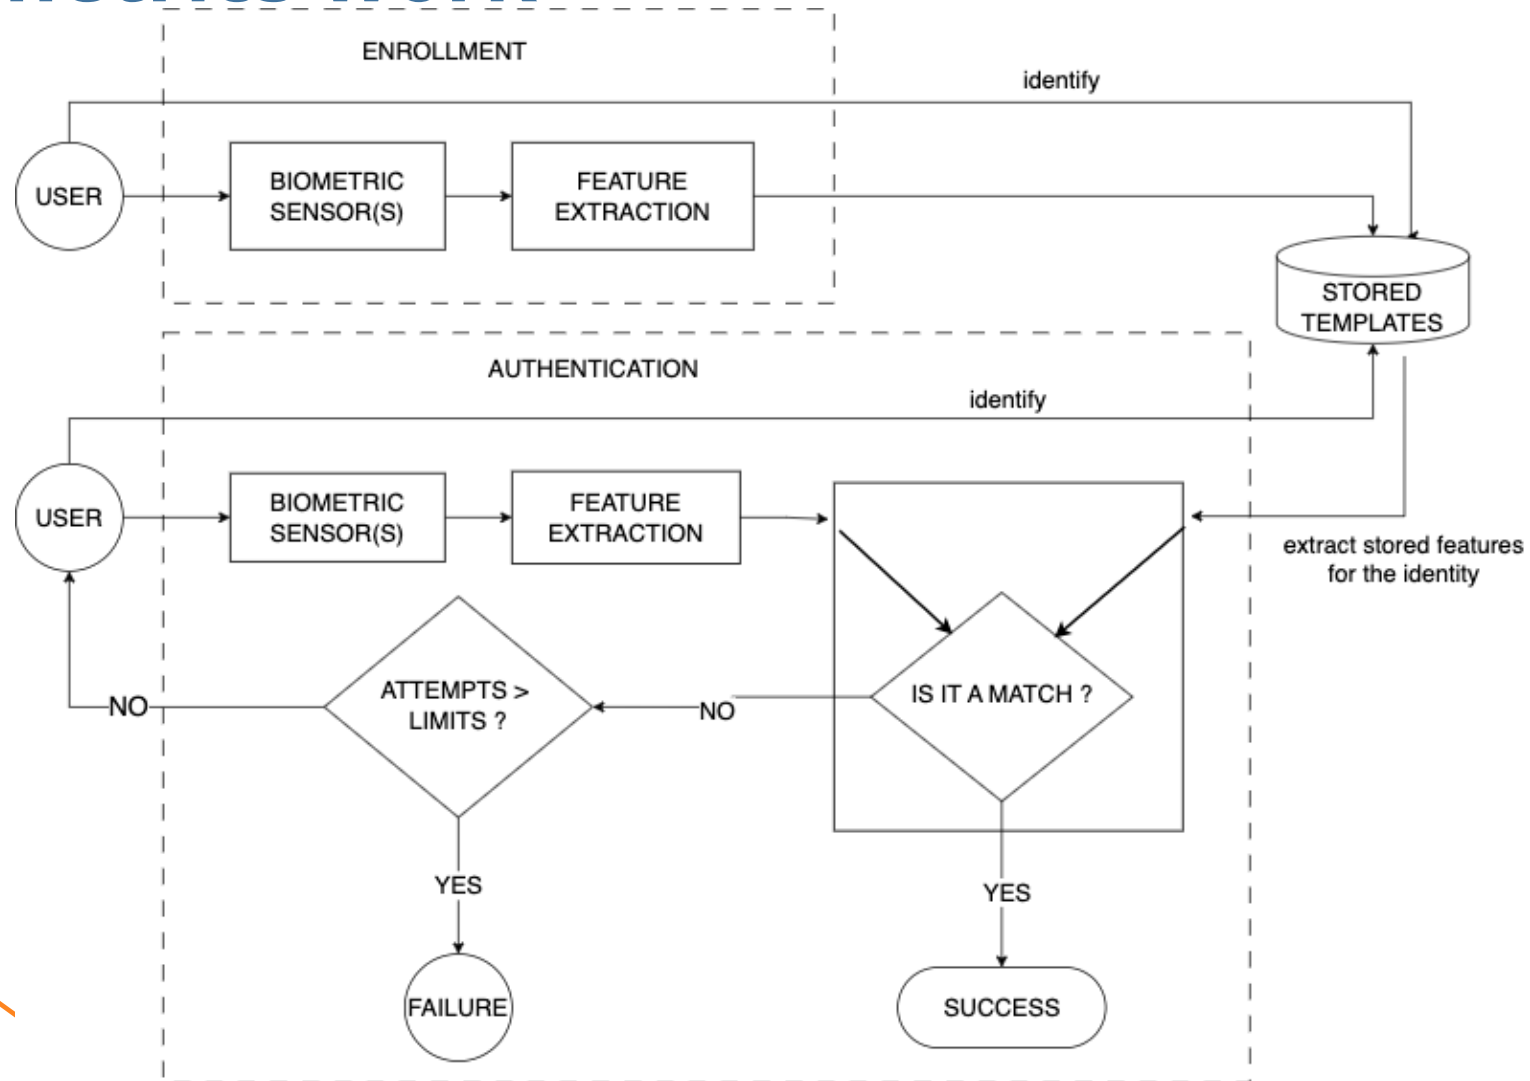 ENROLLMENT
identify
USER
BIOMETRIC
SENSOR(S)
FEATURE
EXTRACTION
STORED
TEMPLATES
AUTHENTICATION
identify
USER
BIOMETRIC
SENSOR(S)
FEATURE
EXTRACTION
extract stored features
for the identity
IS IT A MATCH ?
NO
ATTEMPTS >
LIMITS ?
NO
YES
YES
FAILURE
SUCCESS